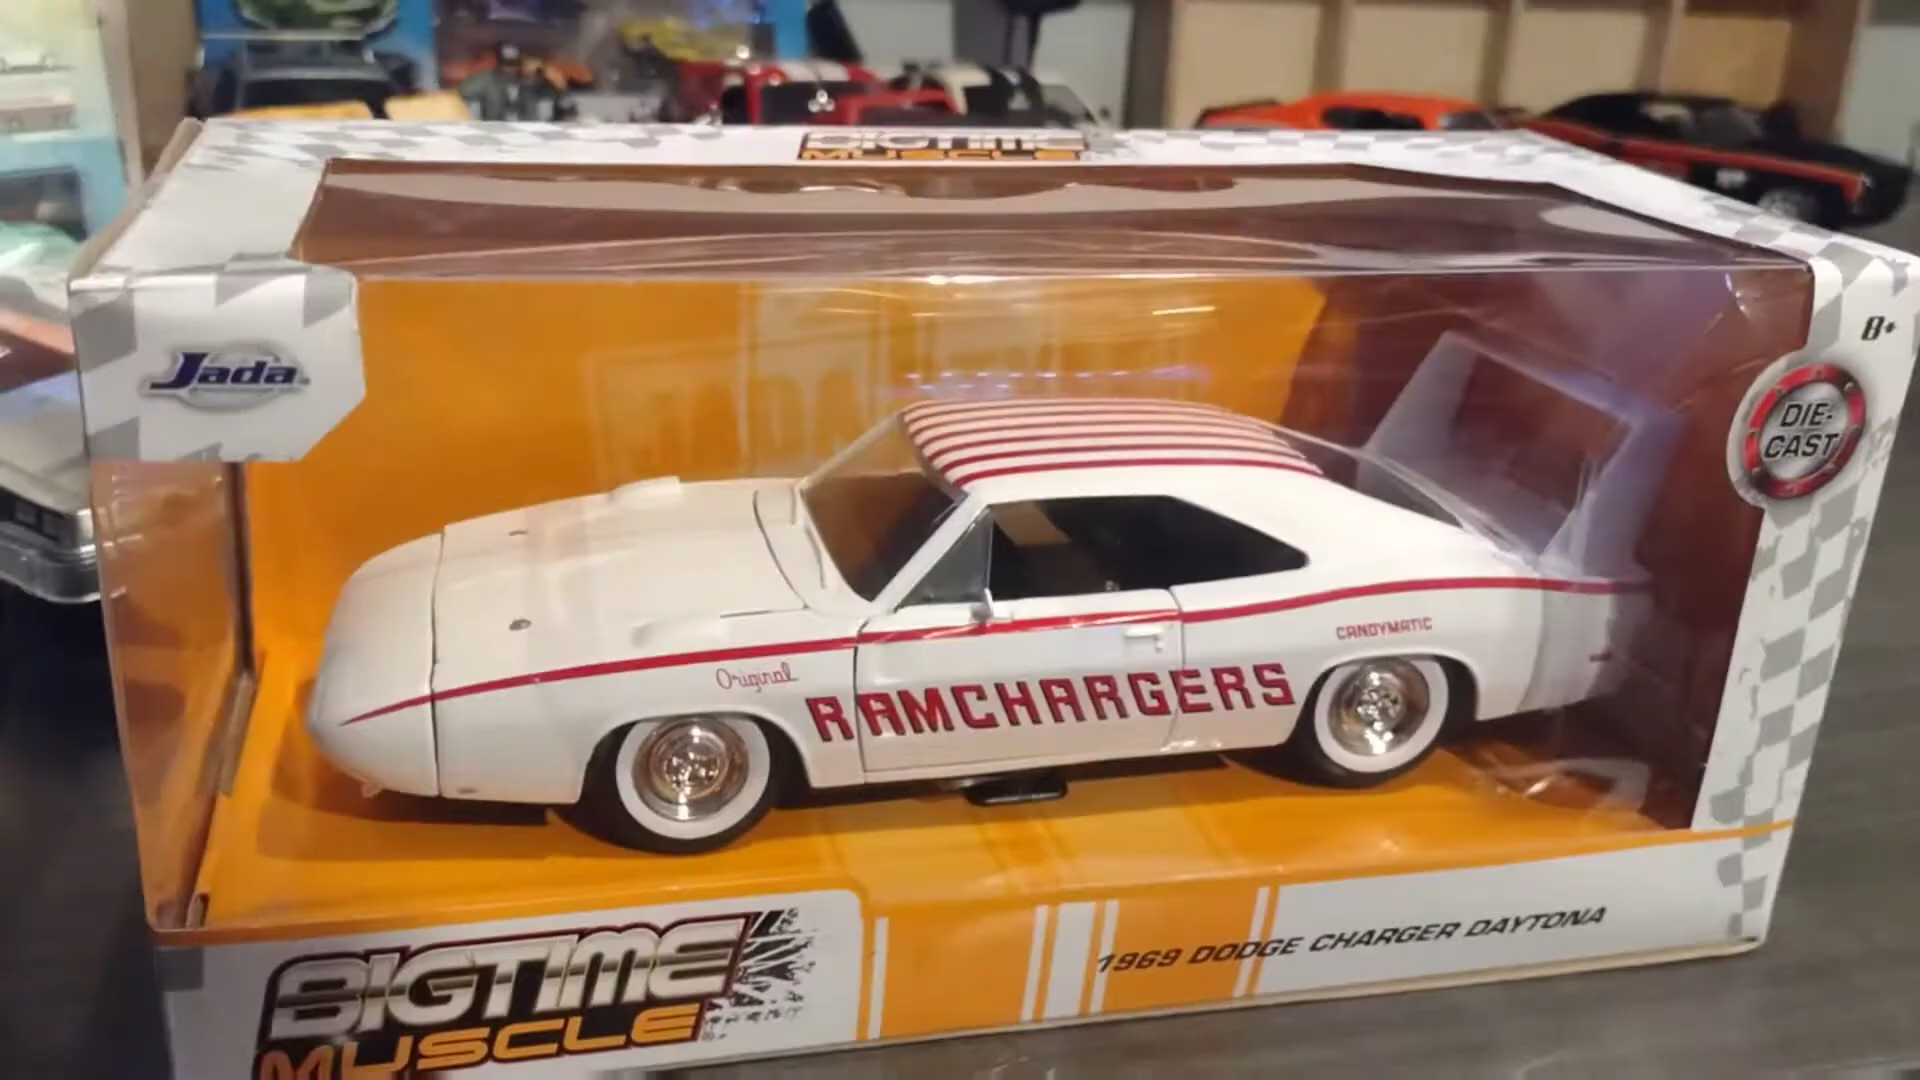 BIGTIME
MUSCLE
Jada
8+
DIE-
CAST
CANDYMATIC
Original
RAMCHARGERS
BIGTIME
MUSCLE
1969 DODGE CHARGER DAYTONA